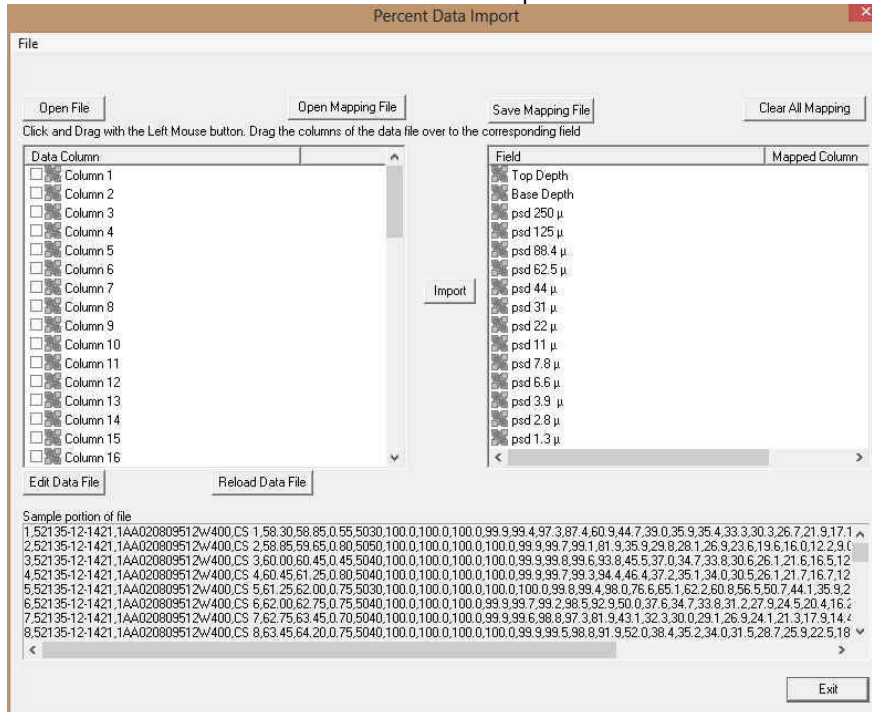 Percent Data Import
File
Open File
Open Mapping File
Save Mapping File
Clear All Mapping
Click and Drag with the Left Mouse button. Drag the columns of the data file over to the corresponding field
Data Column
Column 1
Column 2
Column 3
Column 4
Column 5
Column 6
Column 7
Column 8
Column 9
Column 10
Column 11
Column 12
Column 13
Column 14
Column 15
Column 16
Import
Field Mapped Column
Top Depth
Base Depth
psd 250 µ
psd 125 µ
psd 88.4 µ
psd 62.5 µ
psd 44 µ
psd 31 µ
psd 22 µ
psd 11 µ
psd 7.8 µ
psd 6.6 µ
psd 3.9 µ
psd 2.8 µ
psd 1.3 µ
Edit Data File
Reload Data File
Sample portion of file
1,52135-12-1421,1AA020809512W400,CS 1,58.30,58.85,0.55,5030,100.0,100.0,100.0,99.9,99.4,97.3,87.4,60.9,44.7,39.0,35.9,35.4,33.3,30.3,26.7,21.9,17.1
2,52135-12-1421,1AA020809512W400,CS 2,58.85,59.65,0.80,5050,100.0,100.0,100.0,100.0,99.9,99.7,99.1,81.9,35.9,29.8,28.1,26.9,23.6,19.6,16.0,12.2,9.0
3,52135-12-1421,1AA020809512W400,CS 3,60.00,60.45,0.45,5040,100.0,100.0,100.0,99.9,99.8,99.6,93.8,45.5,37.0,34.7,33.8,30.6,26.1,21.6,16.5,12
4,52135-12-1421,1AA020809512W400,CS 4,60.45,61.25,0.80,5040,100.0,100.0,100.0,99.9,99.7,99.3,94.4,46.4,37.2,35.1,34.0,30.5,26.1,21.7,16.7,12
5,52135-12-1421,1AA020809512W400,CS 5,61.25,62.00,0.75,5030,100.0,100.0,100.0,99.8,99.4,98.0,76.6,65.1,62.2,60.8,56.5,50.7,44.1,35.9,2
6,52135-12-1421,1AA020809512W400,CS 6,62.00,62.75,0.75,5040,100.0,100.0,100.0,99.9,99.7,99.2,98.5,92.9,50.0,37.6,34.7,33.8,31.2,27.9,24.5,20.4,16.2
7,52135-12-1421,1AA020809512W400,CS 7,62.75,63.45,0.70,5040,100.0,100.0,100.0,99.9,99.6,98.8,97.3,81.9,43.1,32.3,30.0,29.1,26.9,24.1,21.3,17.9,14.4
8,52135-12-1421,1AA020809512W400,CS 8,63.45,64.20,0.75,5040,100.0,100.0,100.0,100.0,99.9,99.5,98.8,91.9,52.0,38.4,35.2,34.0,31.5,28.7,25.9,22.5,18
Exit